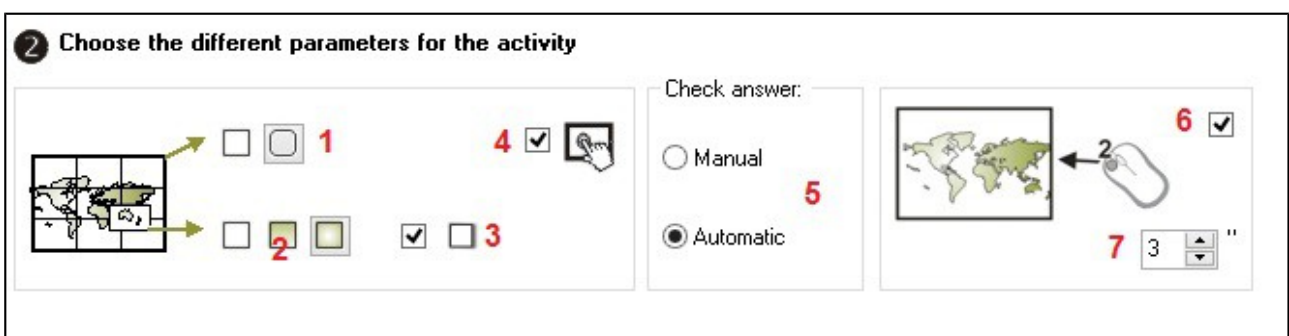 2 Choose the different parameters for the activity
1
4
2
3
Check answer:
Manual
5
Automatic
6
2
7 3 "